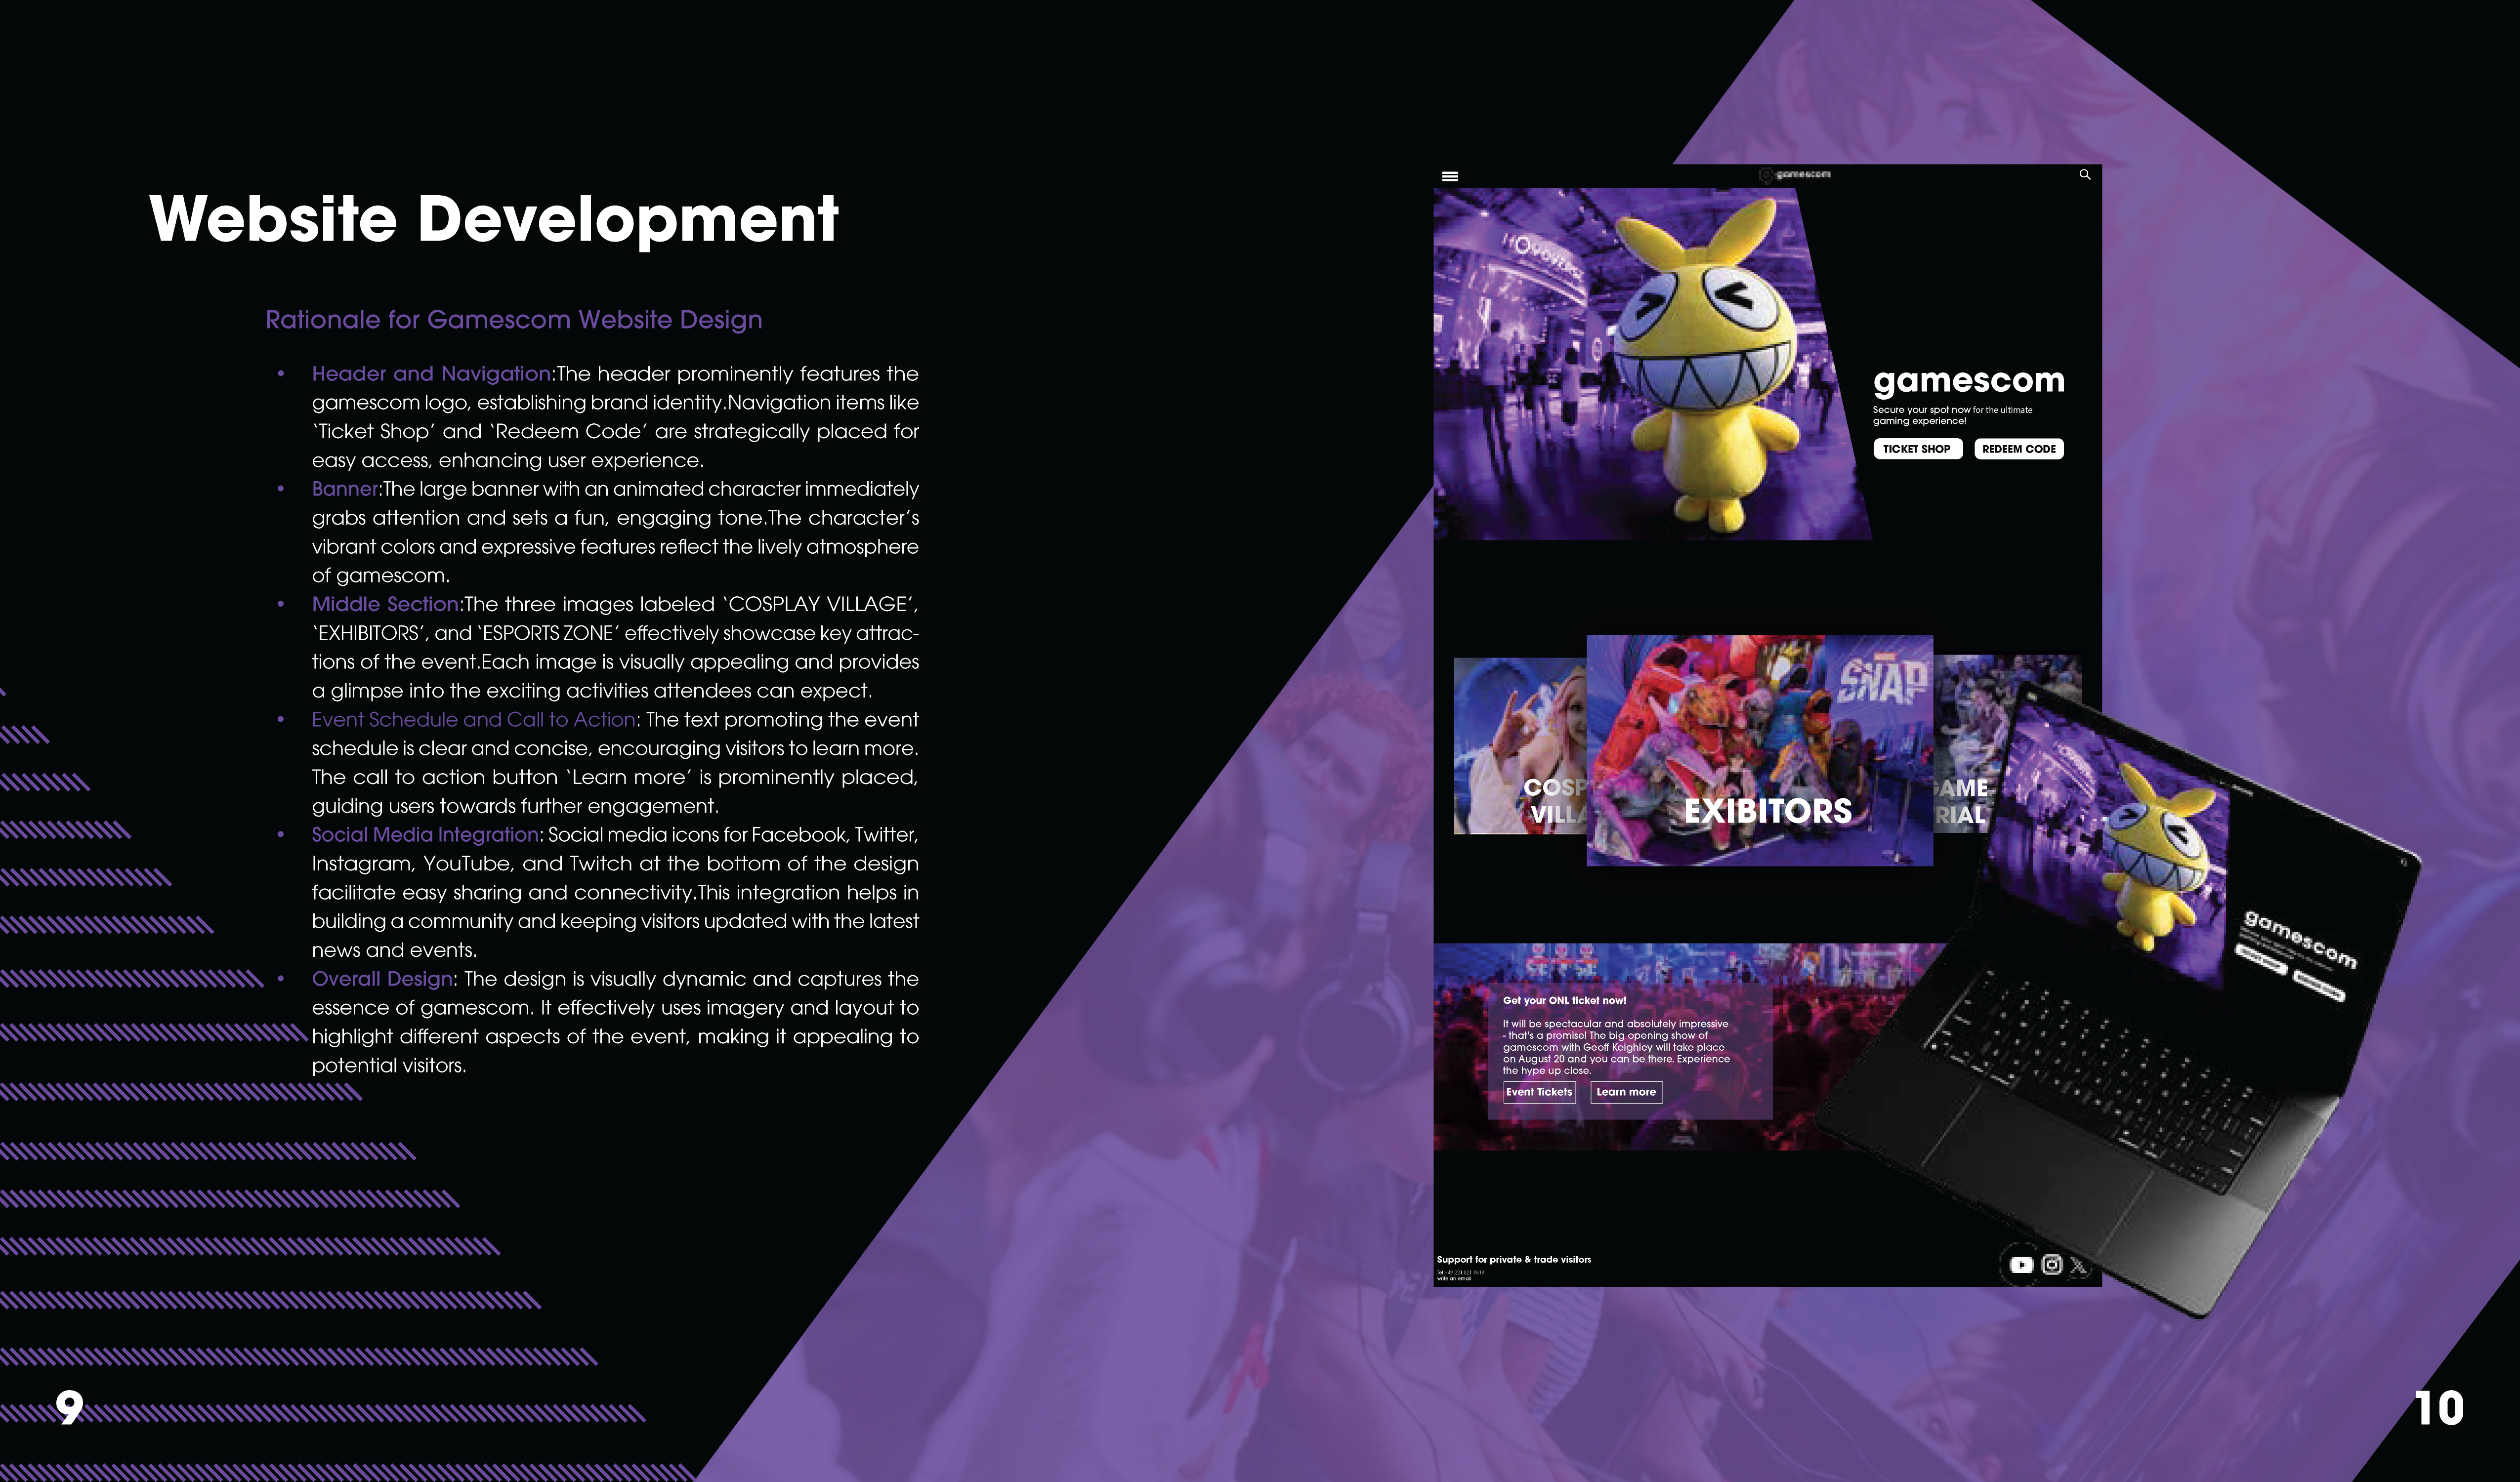 Website Development
Rationale for Gamescom Website Design
• Header and Navigation:The header prominently features the
gamescom logo, establishing brand identity.Navigation items like
‘Ticket Shop’ and ‘Redeem Code’ are strategically placed for
easy access, enhancing user experience.
• Banner:The large banner with an animated character immediately
grabs attention and sets a fun, engaging tone.The character’s
vibrant colors and expressive features reflect the lively atmosphere
of gamescom.
• Middle Section:The three images labeled ‘COSPLAY VILLAGE’,
‘EXHIBITORS’, and ‘ESPORTS ZONE’ effectively showcase key attrac-
tions of the event.Each image is visually appealing and provides
a glimpse into the exciting activities attendees can expect.
• Event Schedule and Call to Action: The text promoting the event
schedule is clear and concise, encouraging visitors to learn more.
The call to action button ‘Learn more’ is prominently placed,
guiding users towards further engagement.
• Social Media Integration: Social media icons for Facebook, Twitter,
Instagram, YouTube, and Twitch at the bottom of the design
facilitate easy sharing and connectivity.This integration helps in
building a community and keeping visitors updated with the latest
news and events.
• Overall Design: The design is visually dynamic and captures the
essence of gamescom. It effectively uses imagery and layout to
highlight different aspects of the event, making it appealing to
potential visitors.
9
gamescom
HOYOVERSE
gamescom
Secure your spot now for the ultimate
gaming experience!
TICKET SHOP REDEEM CODE
MARVEL
SNAP
COSP
VILLA
EXIBITORS
GAME
RIAL
Get your ONL ticket now!
It will be spectacular and absolutely impressive
- that's a promise! The big opening show of
gamescom with Geoff Keighley will take place
on August 20 and you can be there. Experience
the hype up close.
Event Tickets Learn more
gamescom
Support for private & trade visitors
Tel +49 221 821
write an email
10